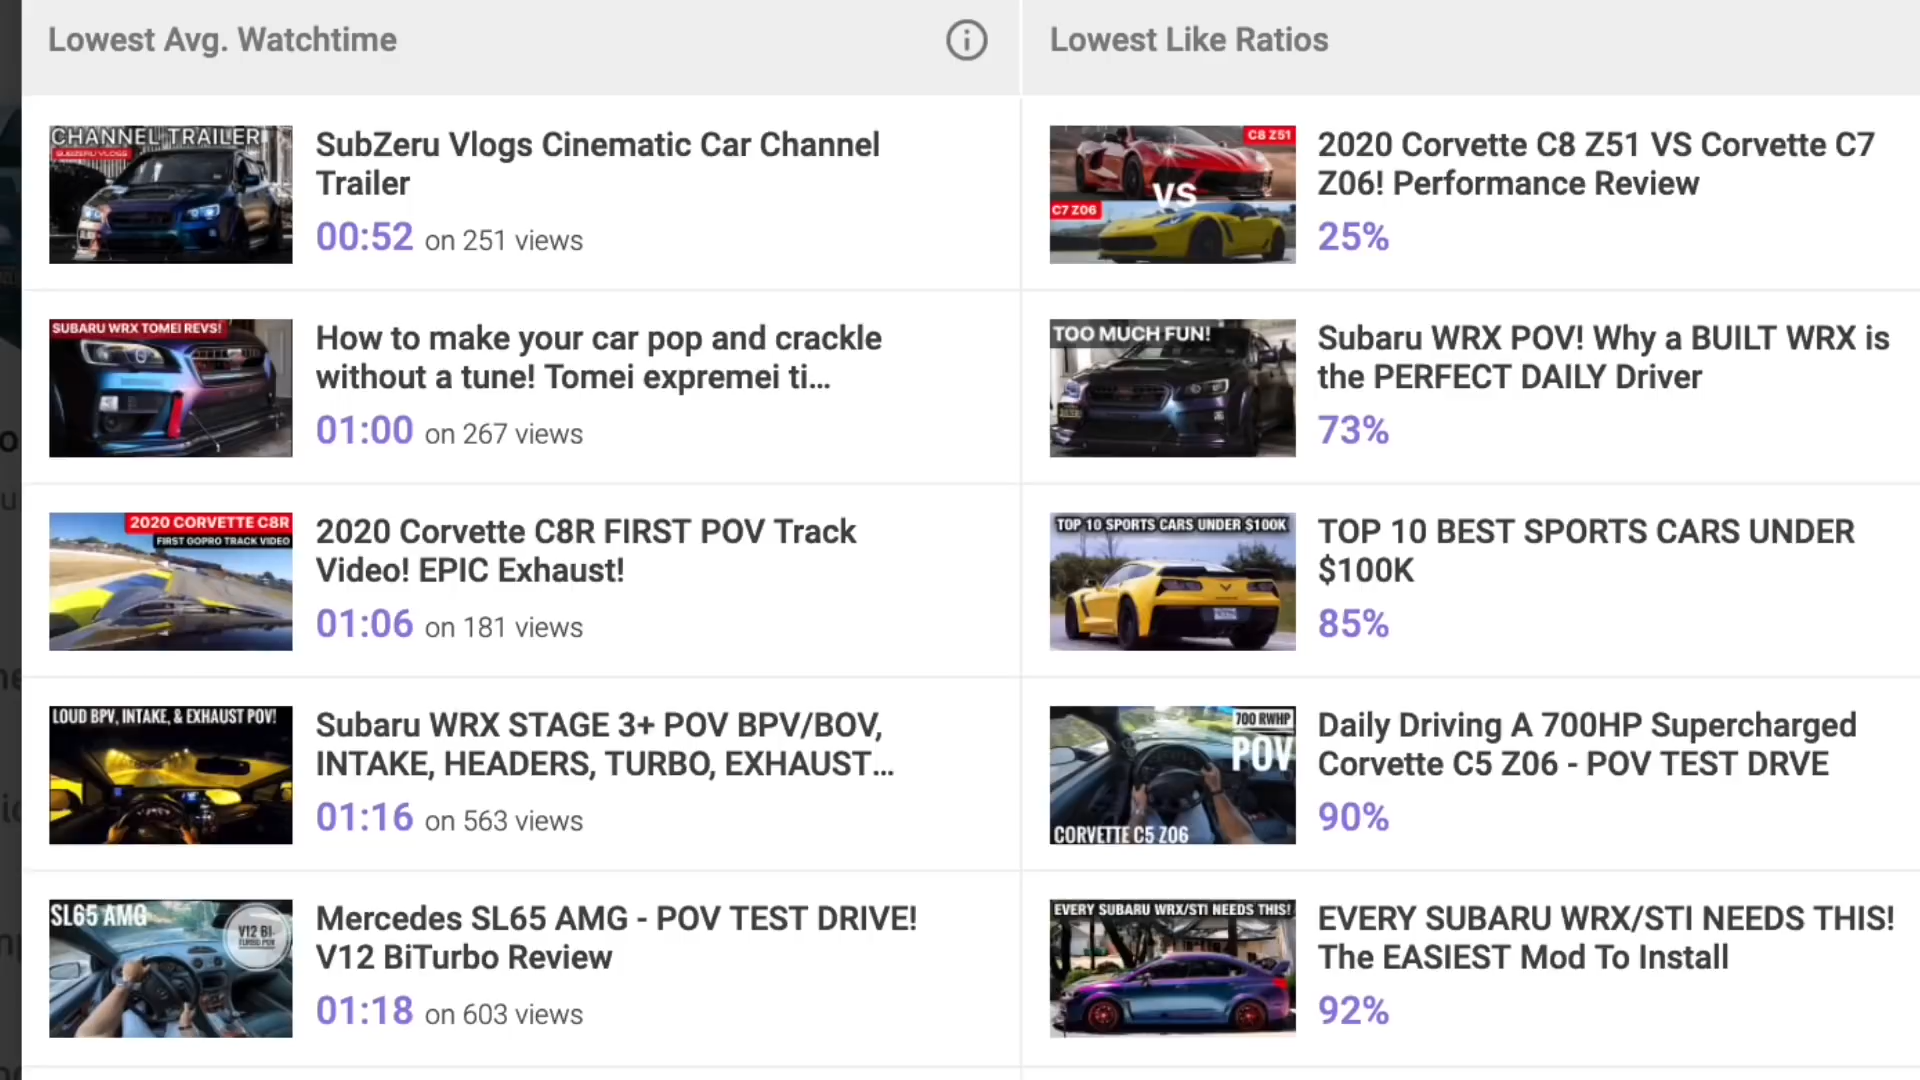 Lowest Avg. Watchtime
CHANNEL TRAILER
SUBZERU VLOGS
SubZeru Vlogs Cinematic Car Channel
Trailer
00:52 on 251 views
SUBARU WRX TOMEI REVS!
How to make your car pop and crackle
without a tune! Tomei expremei ti...
01:00 on 267 views
2020 CORVETTE C8R
FIRST GOPRO TRACK VIDEO
2020 Corvette C8R FIRST POV Track
Video! EPIC Exhaust!
01:06 on 181 views
LOUD BPV, INTAKE, & EXHAUST POV!
Subaru WRX STAGE 3+ POV BPV/BOV,
INTAKE, HEADERS, TURBO, EXHAUST...
01:16 on 563 views
SL65 AMG
V12 BI-
TURBO POV
Mercedes SL65 AMG - POV TEST DRIVE!
V12 BiTurbo Review
01:18 on 603 views
Lowest Like Ratios
C8 Z51
VS
C7 Z06
2020 Corvette C8 Z51 VS Corvette C7
Z06! Performance Review
25%
TOO MUCH FUN!
Subaru WRX POV! Why a BUILT WRX is
the PERFECT DAILY Driver
73%
TOP 10 SPORTS CARS UNDER $100K
TOP 10 BEST SPORTS CARS UNDER
$100K
85%
700 RWHP
POV
CORVETTE C5 Z06
Daily Driving A 700HP Supercharged
Corvette C5 Z06 - POV TEST DRVE
90%
EVERY SUBARU WRX/STI NEEDS THIS!
EVERY SUBARU WRX/STI NEEDS THIS!
The EASIEST Mod To Install
92%